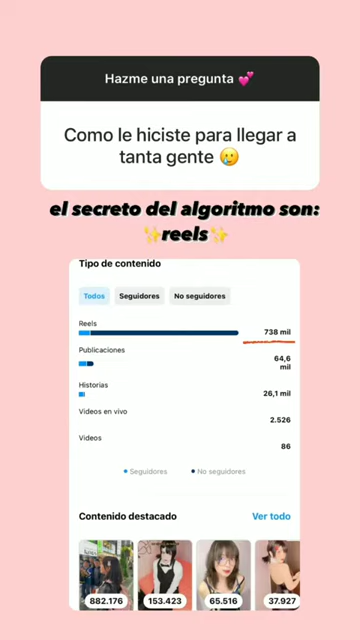 Hazme una pregunta 💕
Como le hiciste para llegar a
tanta gente 🥲
el secreto del algoritmo son:
✨reels✨
Tipo de contenido
Todos
Seguidores
No seguidores
Reels
738 mil
Publicaciones
64,6
mil
Historias
26,1 mil
Videos en vivo
2.526
Videos
86
Seguidores
No seguidores
Contenido destacado
Ver todo
882.176
153.423
65.516
37.927